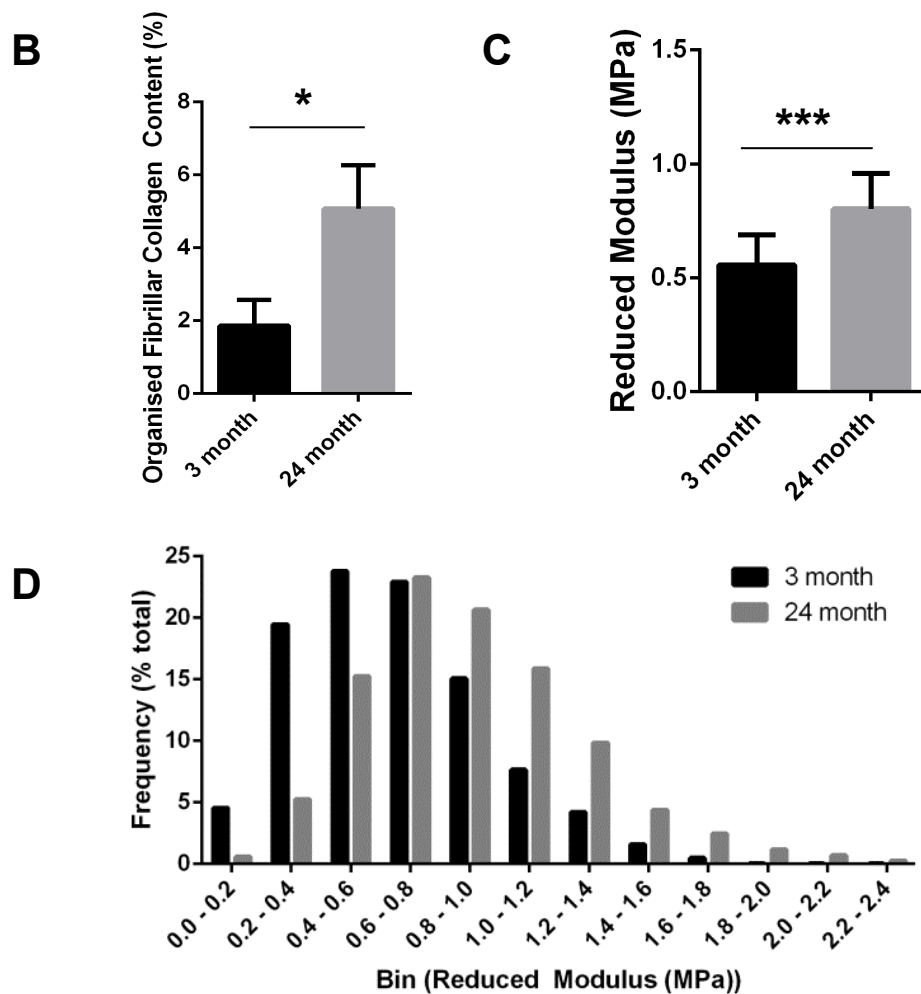 B
Organised Fibrillar Collagen Content (%)
8
6
4
2
0
*
3 month
24 month
C
Reduced Modulus (MPa)
1.5
1.0
0.5
0.0
***
3 month
24 month
D
Frequency (% total)
25
20
15
10
5
0
3 month
24 month
0.0 - 0.2
0.2 - 0.4
0.4 - 0.6
0.6 - 0.8
0.8 - 1.0
1.0 - 1.2
1.2 - 1.4
1.4 - 1.6
1.6 - 1.8
1.8 - 2.0
2.0 - 2.2
2.2 - 2.4
Bin (Reduced Modulus (MPa))